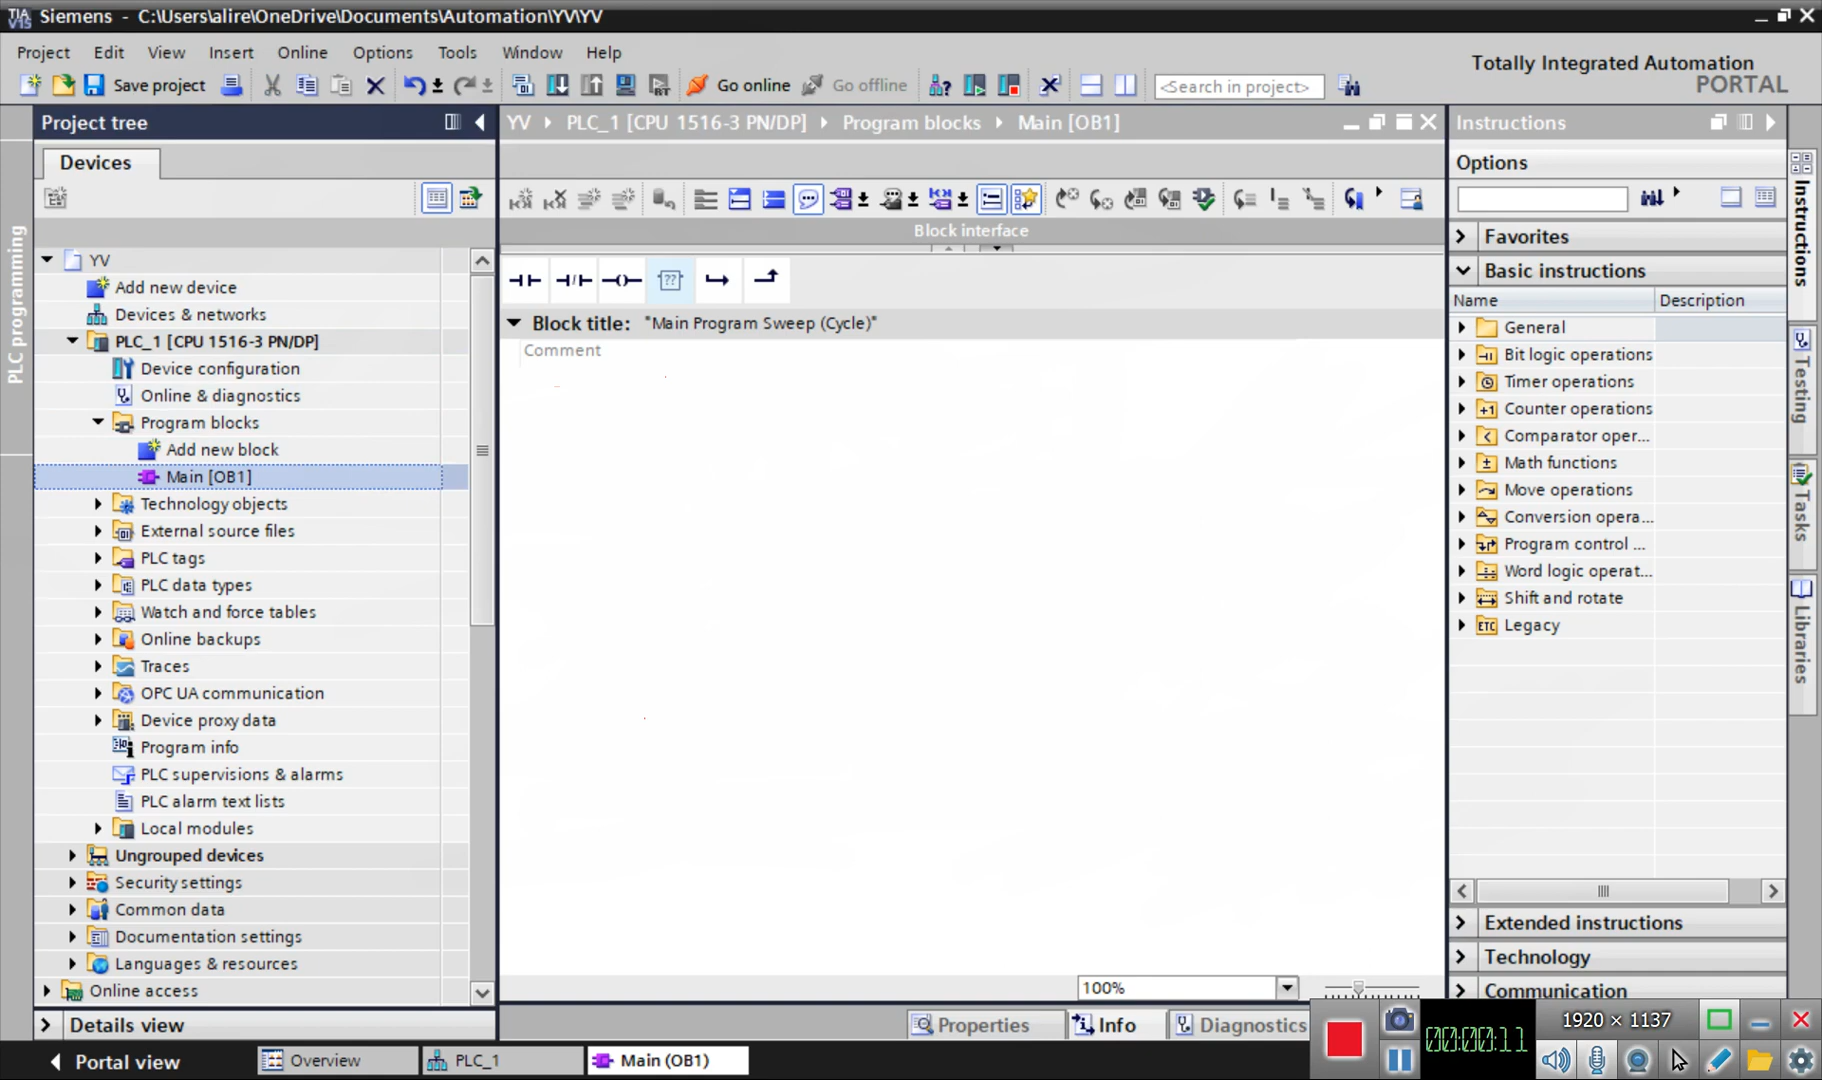 TIA V15 Siemens - C:\Users\alire\OneDrive\Documents\Automation\YV\YV
Project Edit View Insert Online Options Tools Window Help
Totally Integrated Automation
PORTAL
Save project
Go online
Go offline
<Search in project>
Project tree
YV PLC_1 [CPU 1516-3 PN/DP] Program blocks Main [OB1]
Instructions
Devices
Options
Block interface
PLC programming
YV
Add new device
Devices & networks
PLC_1 [CPU 1516-3 PN/DP]
Device configuration
Online & diagnostics
Program blocks
Add new block
Main [OB1]
Technology objects
External source files
PLC tags
PLC data types
Watch and force tables
Online backups
Traces
OPC UA communication
Device proxy data
Program info
PLC supervisions & alarms
PLC alarm text lists
Local modules
Ungrouped devices
Security settings
Common data
Documentation settings
Languages & resources
Online access
Details view
??
Block title: "Main Program Sweep (Cycle)"
Comment
100%
Properties
Info
Diagnostics
Favorites
Basic instructions
Name Description
General
Bit logic operations
Timer operations
Counter operations
Comparator oper...
Math functions
Move operations
Conversion opera...
Program control ...
Word logic operat...
Shift and rotate
Legacy
Extended instructions
Technology
Communication
Instructions
Testing
Tasks
Libraries
Portal view
Overview
PLC_1
Main (OB1)
00:00:11
1920 × 1137